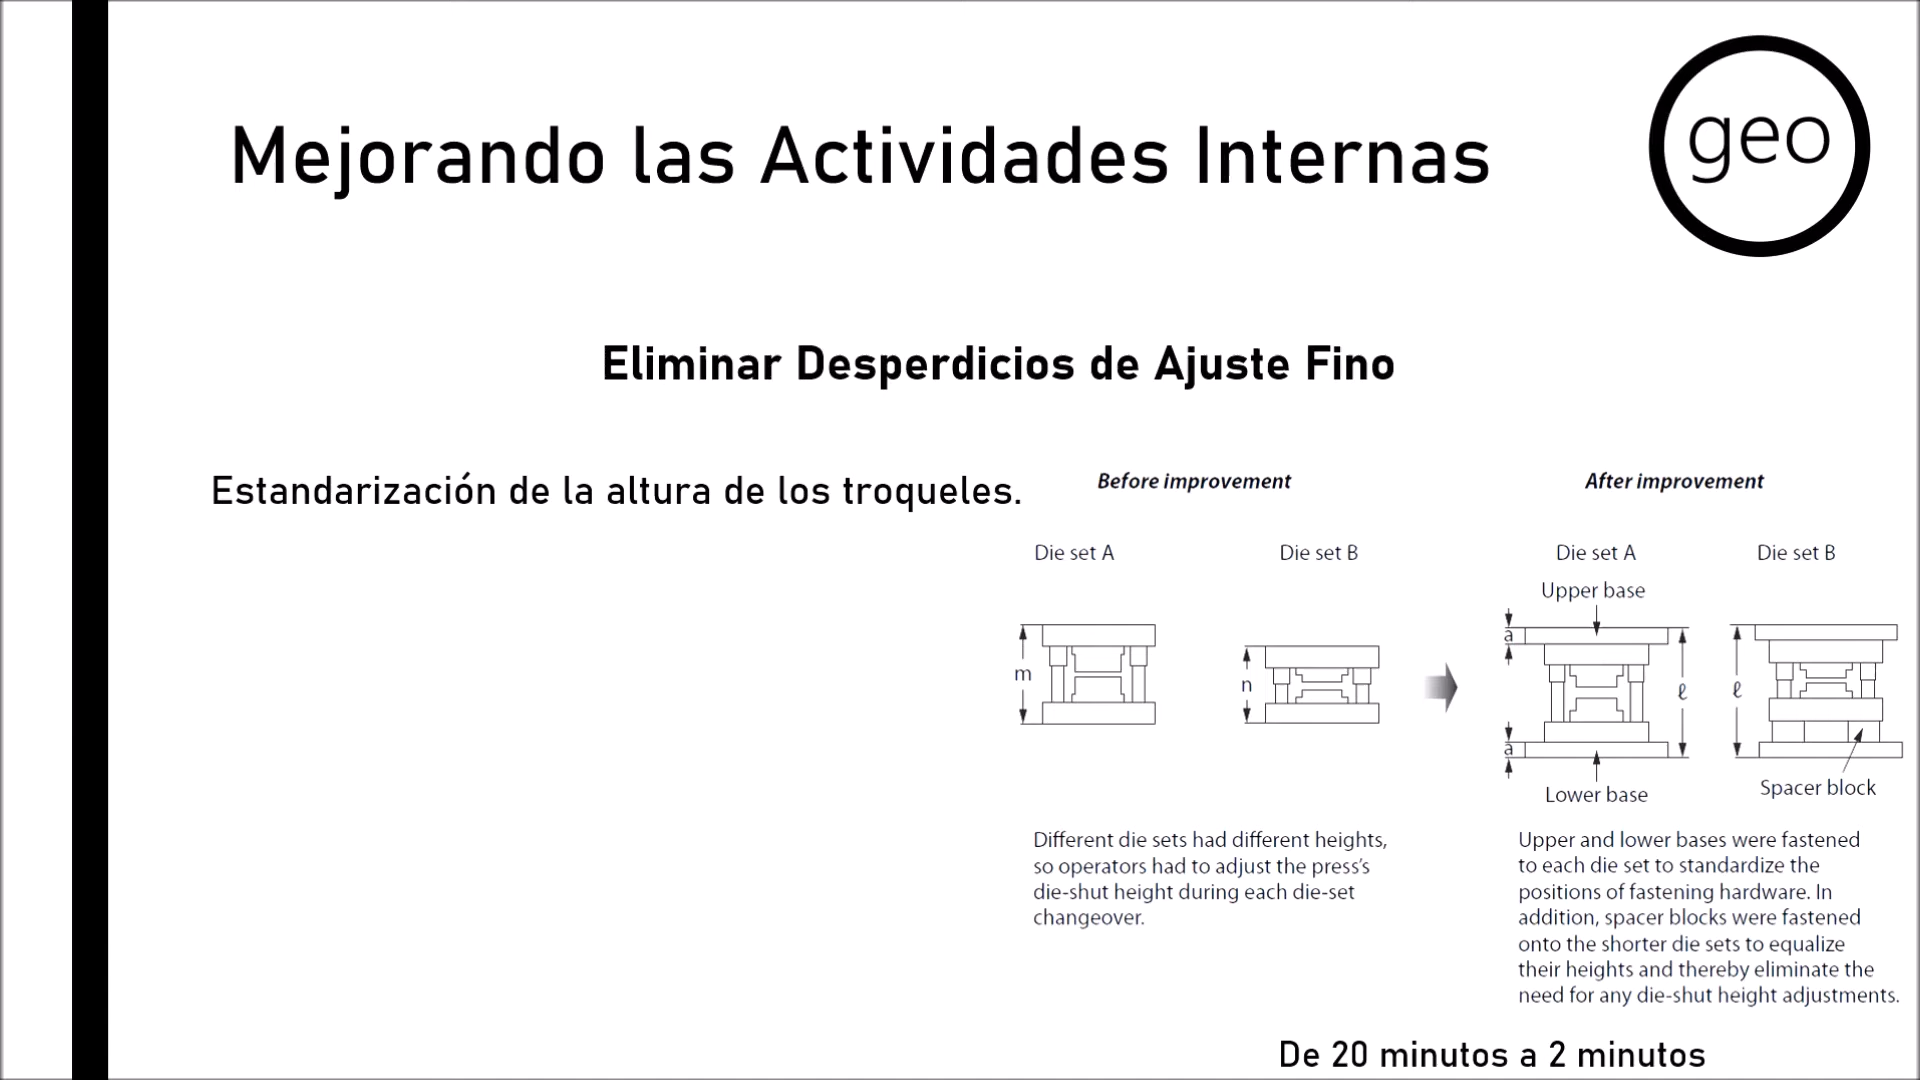 Mejorando las Actividades Internas
geo
Eliminar Desperdicios de Ajuste Fino
Estandarización de la altura de los troqueles.
Before improvement
After improvement
Die set A
Die set B
Die set A
Die set B
Upper base
a
m
n
ℓ
ℓ
a
Lower base
Spacer block
Different die sets had different heights,
so operators had to adjust the press’s
die-shut height during each die-set
changeover.
Upper and lower bases were fastened
to each die set to standardize the
positions of fastening hardware. In
addition, spacer blocks were fastened
onto the shorter die sets to equalize
their heights and thereby eliminate the
need for any die-shut height adjustments.
De 20 minutos a 2 minutos